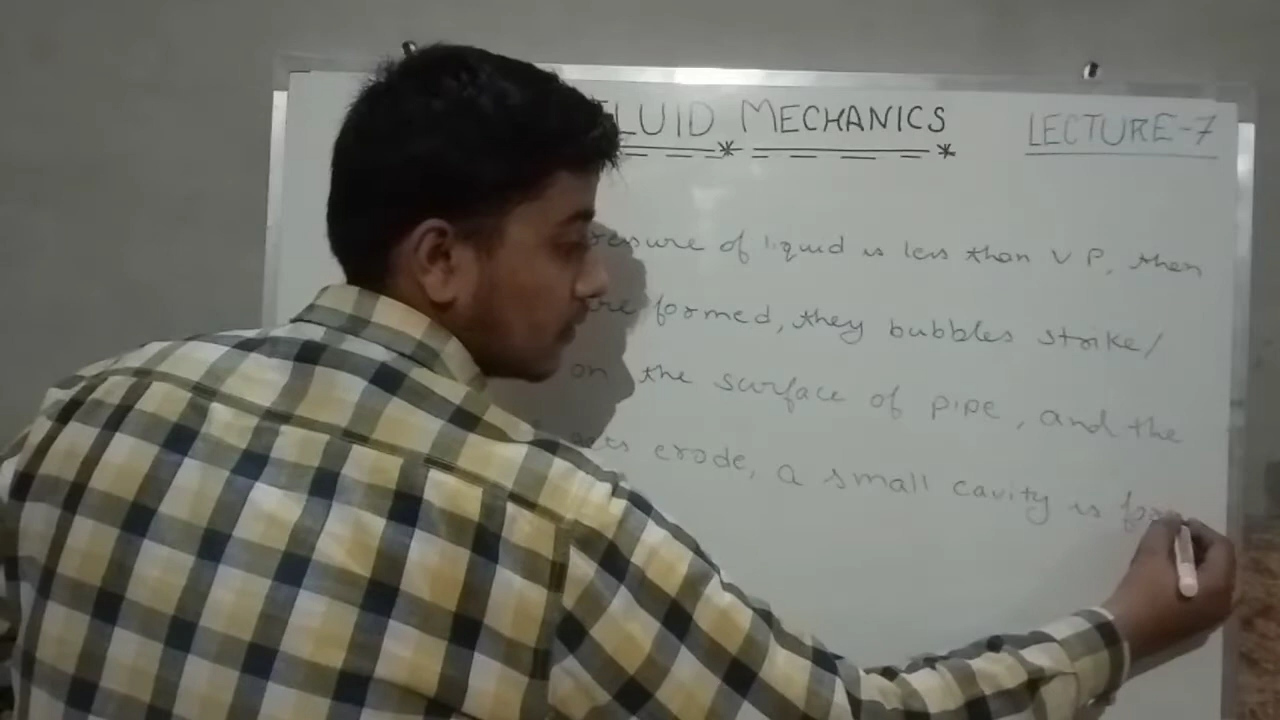 FLUID MECHANICS
LECTURE-7
of liquid is less than V P, then
formed, they bubbles strike/
on the surface of pipe, and the
erode, a small cavity is